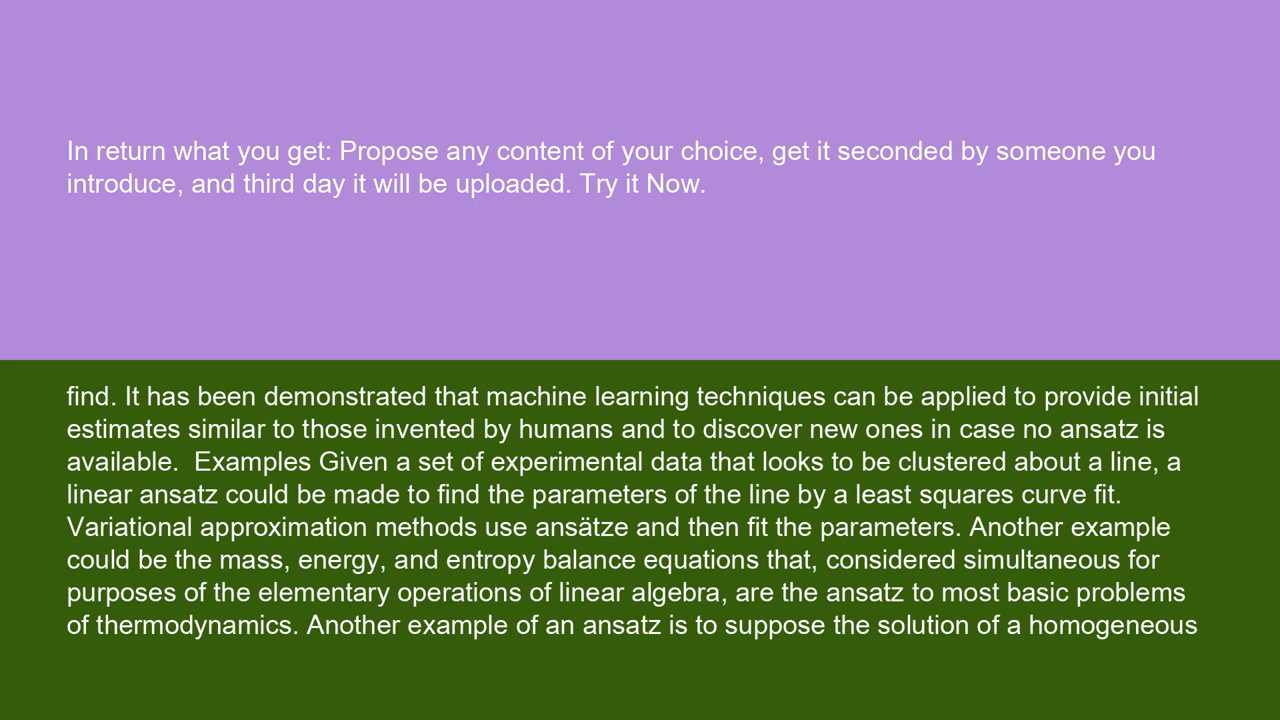 In return what you get: Propose any content of your choice, get it seconded by someone you
introduce, and third day it will be uploaded. Try it Now.
find. It has been demonstrated that machine learning techniques can be applied to provide initial
estimates similar to those invented by humans and to discover new ones in case no ansatz is
available.  Examples Given a set of experimental data that looks to be clustered about a line, a
linear ansatz could be made to find the parameters of the line by a least squares curve fit.
Variational approximation methods use ansätze and then fit the parameters. Another example
could be the mass, energy, and entropy balance equations that, considered simultaneous for
purposes of the elementary operations of linear algebra, are the ansatz to most basic problems
of thermodynamics. Another example of an ansatz is to suppose the solution of a homogeneous